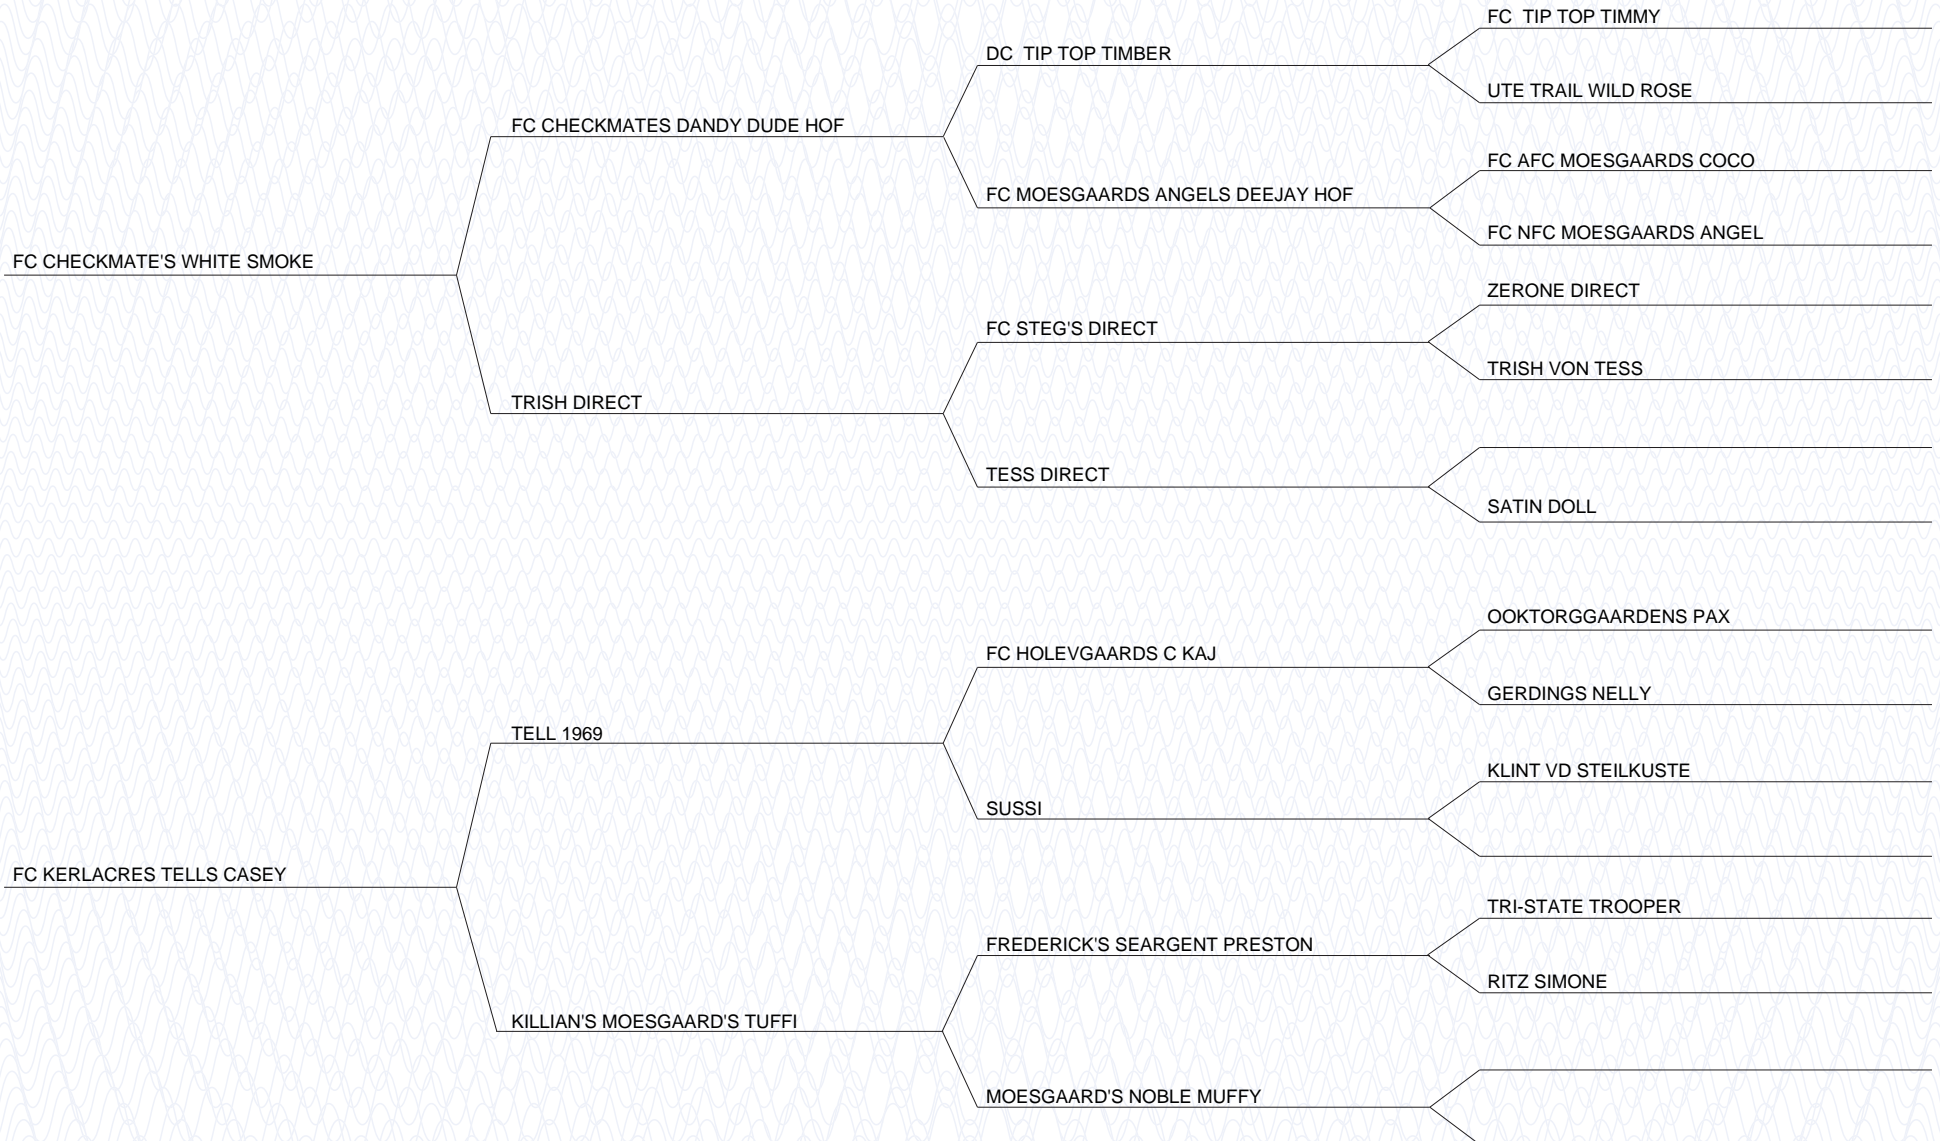 FC  TIP TOP TIMMY
DC  TIP TOP TIMBER
UTE TRAIL WILD ROSE
FC CHECKMATES DANDY DUDE HOF
FC AFC MOESGAARDS COCO
FC MOESGAARDS ANGELS DEEJAY HOF
FC NFC MOESGAARDS ANGEL
FC CHECKMATE'S WHITE SMOKE
ZERONE DIRECT
FC STEG'S DIRECT
TRISH VON TESS
TRISH DIRECT
TESS DIRECT
SATIN DOLL
OOKTORGGAARDENS PAX
FC HOLEVGAARDS C KAJ
GERDINGS NELLY
TELL 1969
KLINT VD STEILKUSTE
SUSSI
FC KERLACRES TELLS CASEY
TRI-STATE TROOPER
FREDERICK'S SEARGENT PRESTON
RITZ SIMONE
KILLIAN'S MOESGAARD'S TUFFI
MOESGAARD'S NOBLE MUFFY